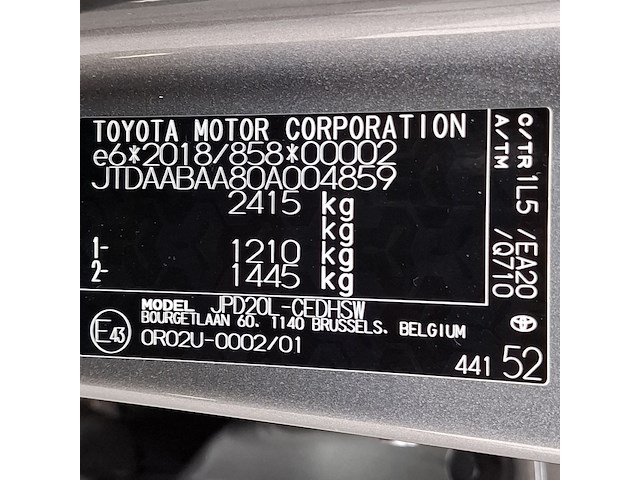 TOYOTA MOTOR CORPORATION
e6*2018/858*00002
JTDAABAA80A004859
2415 kg
kg
1- 1210 kg
2- 1445 kg
MODEL JPD20L-CEDHSW
BOURGETLAAN 60, 1140 BRUSSELS, BELGIUM
E43 0R02U-0002/01
441 52
C/TR 1L5 /EA20
A/TM /Q710